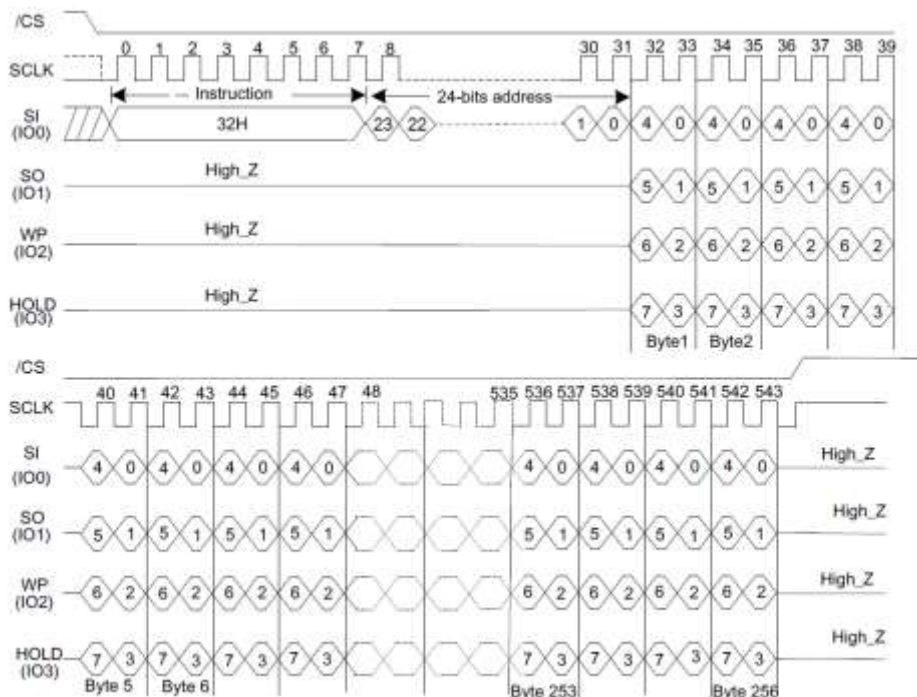 /CS
0 1 2 3 4 5 6 7 8 30 31 32 33 34 35 36 37 38 39
SCLK
Instruction 24-bits address
SI
(IO0)
32H 23 22 1 0 4 0 4 0 4 0 4 0
SO
(IO1)
High_Z 5 1 5 1 5 1 5 1
WP
(IO2)
High_Z 6 2 6 2 6 2 6 2
HOLD
(IO3)
High_Z 7 3 7 3 7 3 7 3
Byte1 Byte2
/CS
40 41 42 43 44 45 46 47 48 535 536 537 538 539 540 541 542 543
SCLK
SI
(IO0)
4 0 4 0 4 0 4 0 4 0 4 0 4 0 4 0 High_Z
SO
(IO1)
5 1 5 1 5 1 5 1 5 1 5 1 5 1 5 1 High_Z
WP
(IO2)
6 2 6 2 6 2 6 2 6 2 6 2 6 2 6 2 High_Z
HOLD
(IO3)
7 3 7 3 7 3 7 3 7 3 7 3 7 3 7 3 High_Z
Byte 5 Byte 6 Byte 253 Byte 256